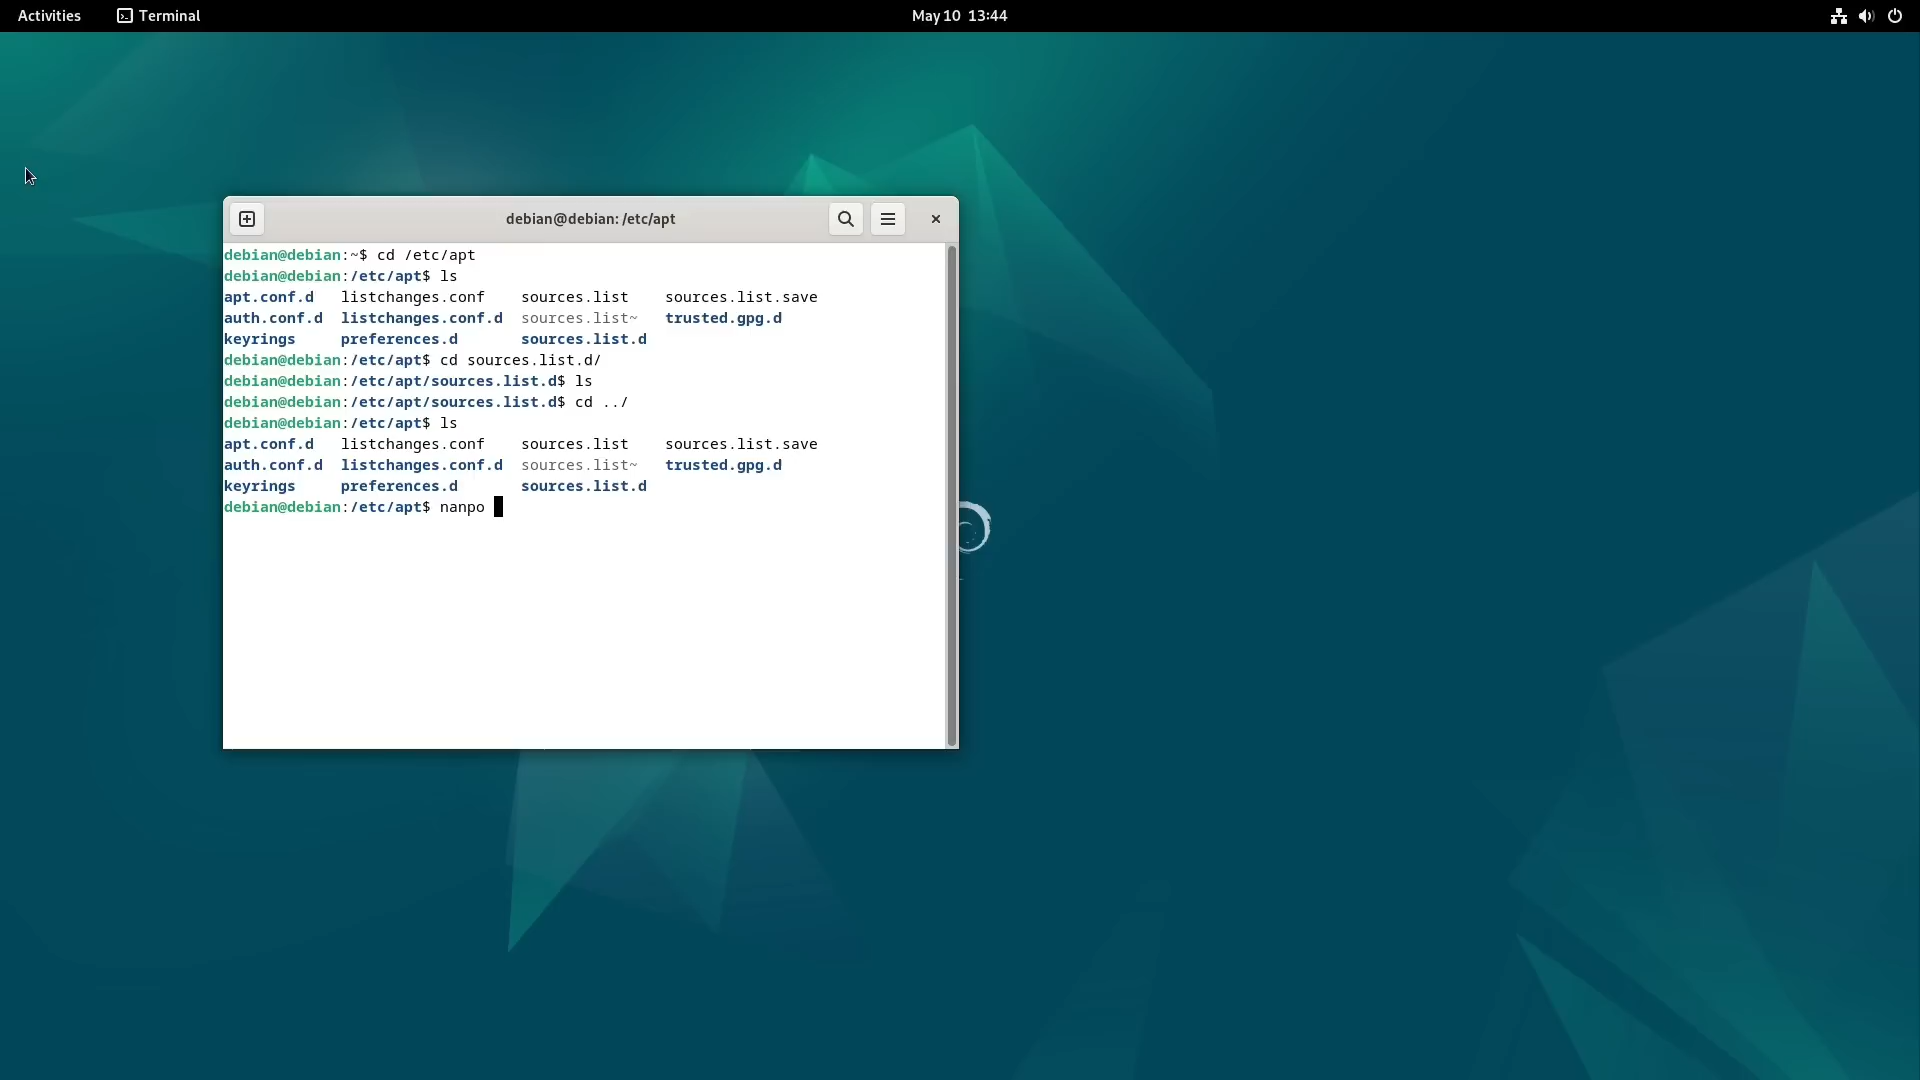 Activities Terminal May 10 13:44
debian@debian: /etc/apt
debian@debian:~$ cd /etc/apt
debian@debian:/etc/apt$ ls
apt.conf.d listchanges.conf sources.list sources.list.save
auth.conf.d listchanges.conf.d sources.list~ trusted.gpg.d
keyrings preferences.d sources.list.d
debian@debian:/etc/apt$ cd sources.list.d/
debian@debian:/etc/apt/sources.list.d$ ls
debian@debian:/etc/apt/sources.list.d$ cd ../
debian@debian:/etc/apt$ ls
apt.conf.d listchanges.conf sources.list sources.list.save
auth.conf.d listchanges.conf.d sources.list~ trusted.gpg.d
keyrings preferences.d sources.list.d
debian@debian:/etc/apt$ nanpo